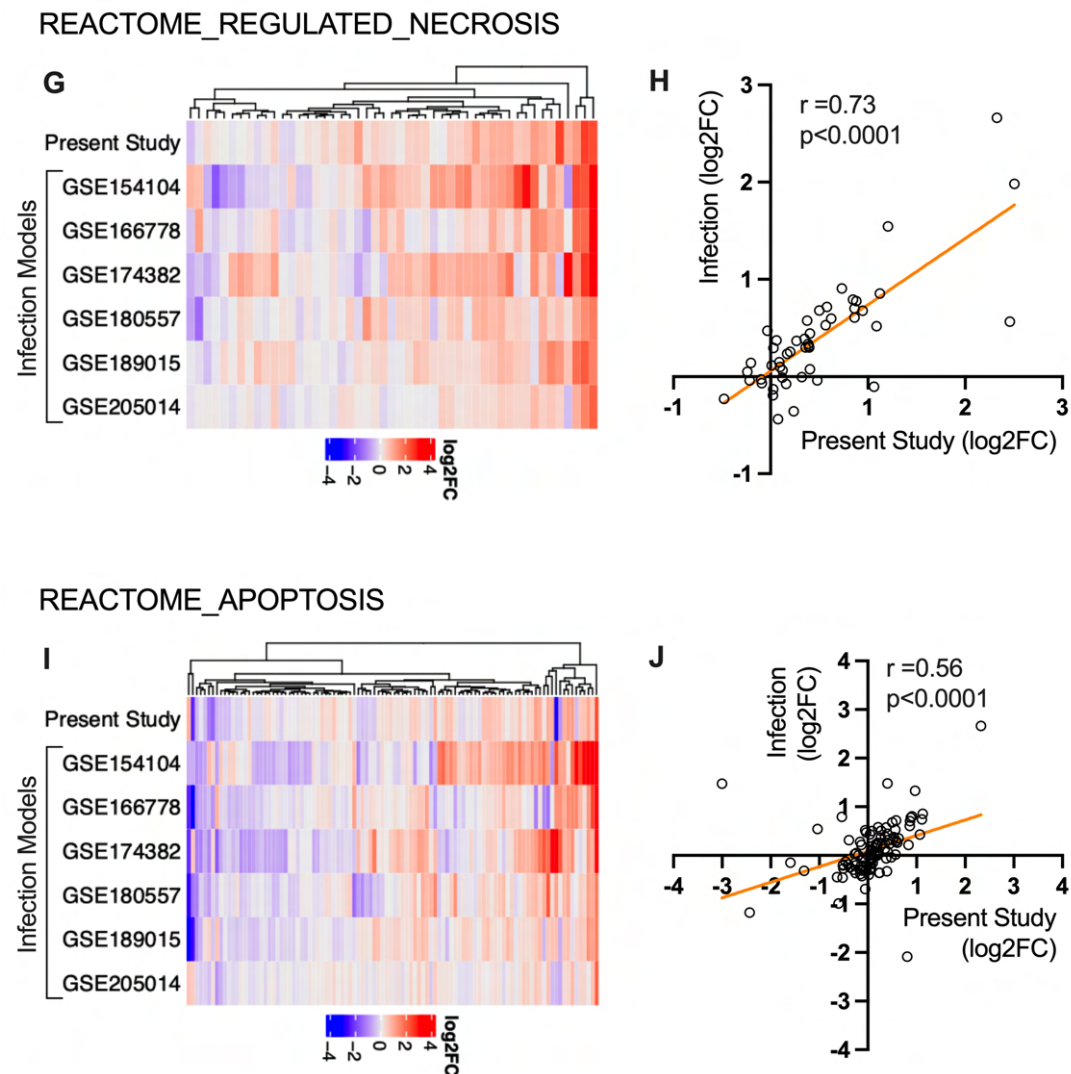 REACTOME_REGULATED_NECROSIS
G
Present Study
Infection Models
GSE154104
GSE166778
GSE174382
GSE180557
GSE189015
GSE205014
-4 -2 0 2 4
log2FC
H
r =0.73
p<0.0001
Infection (log2FC)
3
2
1
-1
-1 1 2 3
Present Study (log2FC)
REACTOME_APOPTOSIS
I
Present Study
Infection Models
GSE154104
GSE166778
GSE174382
GSE180557
GSE189015
GSE205014
-4 -2 0 2 4
log2FC
J
r =0.56
p<0.0001
Infection
(log2FC)
4
3
2
1
-1
-2
-3
-4
-4 -3 -2 -1 1 2 3 4
Present Study
(log2FC)